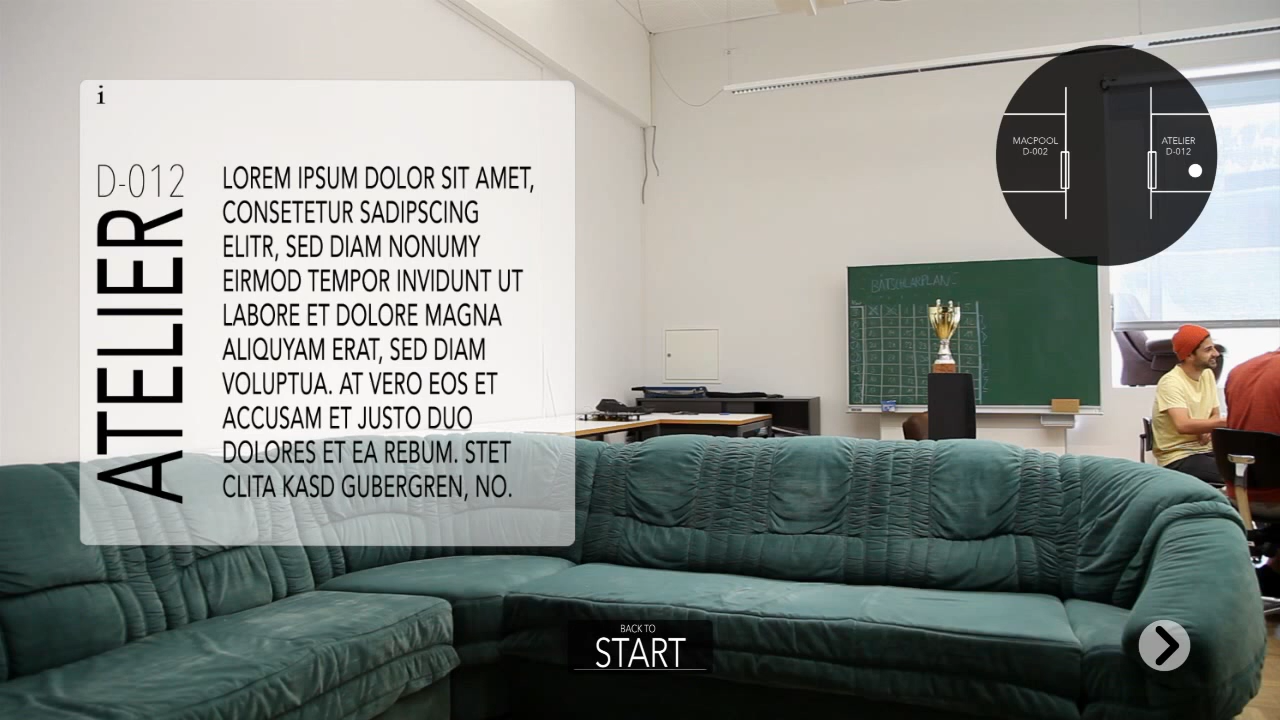 i
D-012
ATELIER
LOREM IPSUM DOLOR SIT AMET,
CONSETETUR SADIPSCING
ELITR, SED DIAM NONUMY
EIRMOD TEMPOR INVIDUNT UT
LABORE ET DOLORE MAGNA
ALIQUYAM ERAT, SED DIAM
VOLUPTUA. AT VERO EOS ET
ACCUSAM ET JUSTO DUO
DOLORES ET EA REBUM. STET
CLITA KASD GUBERGREN, NO.
MACPOOL
D-002
ATELIER
D-012
BACK TO
START